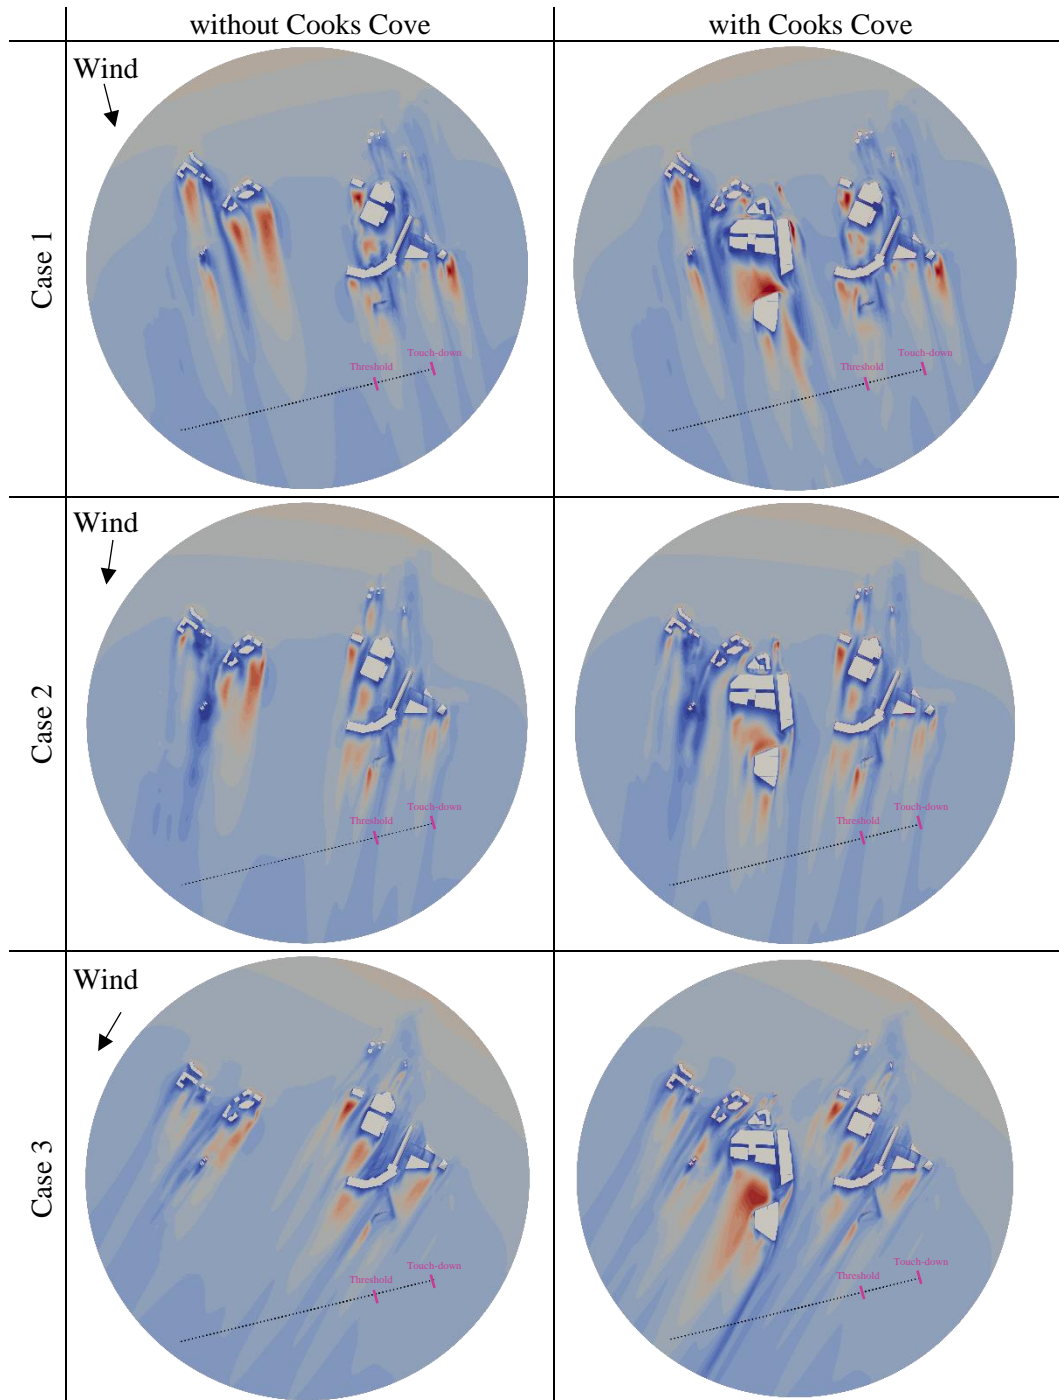 without Cooks Cove
with Cooks Cove
Case 1
Wind
Threshold
Touch-down
Threshold
Touch-down
Case 2
Wind
Threshold
Touch-down
Threshold
Touch-down
Case 3
Wind
Threshold
Touch-down
Threshold
Touch-down